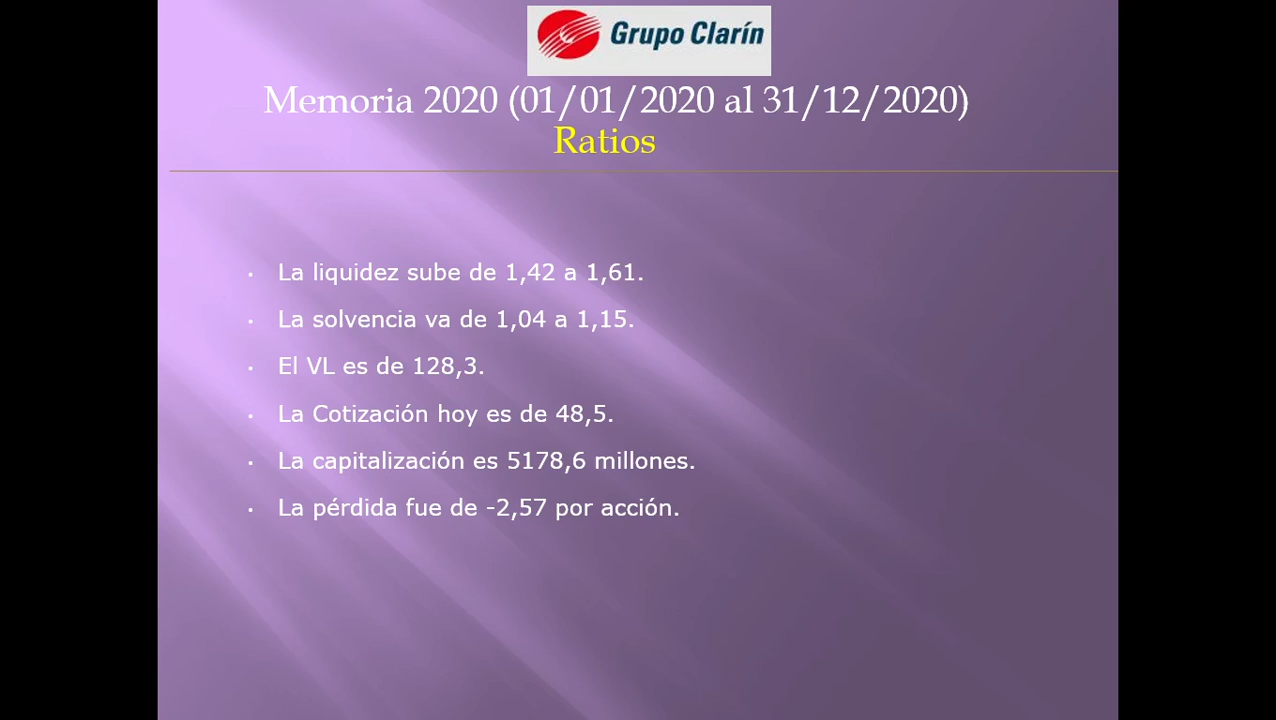 Grupo Clarín
Memoria 2020 (01/01/2020 al 31/12/2020)
Ratios
• La liquidez sube de 1,42 a 1,61.
• La solvencia va de 1,04 a 1,15.
• El VL es de 128,3.
• La Cotización hoy es de 48,5.
• La capitalización es 5178,6 millones.
• La pérdida fue de -2,57 por acción.